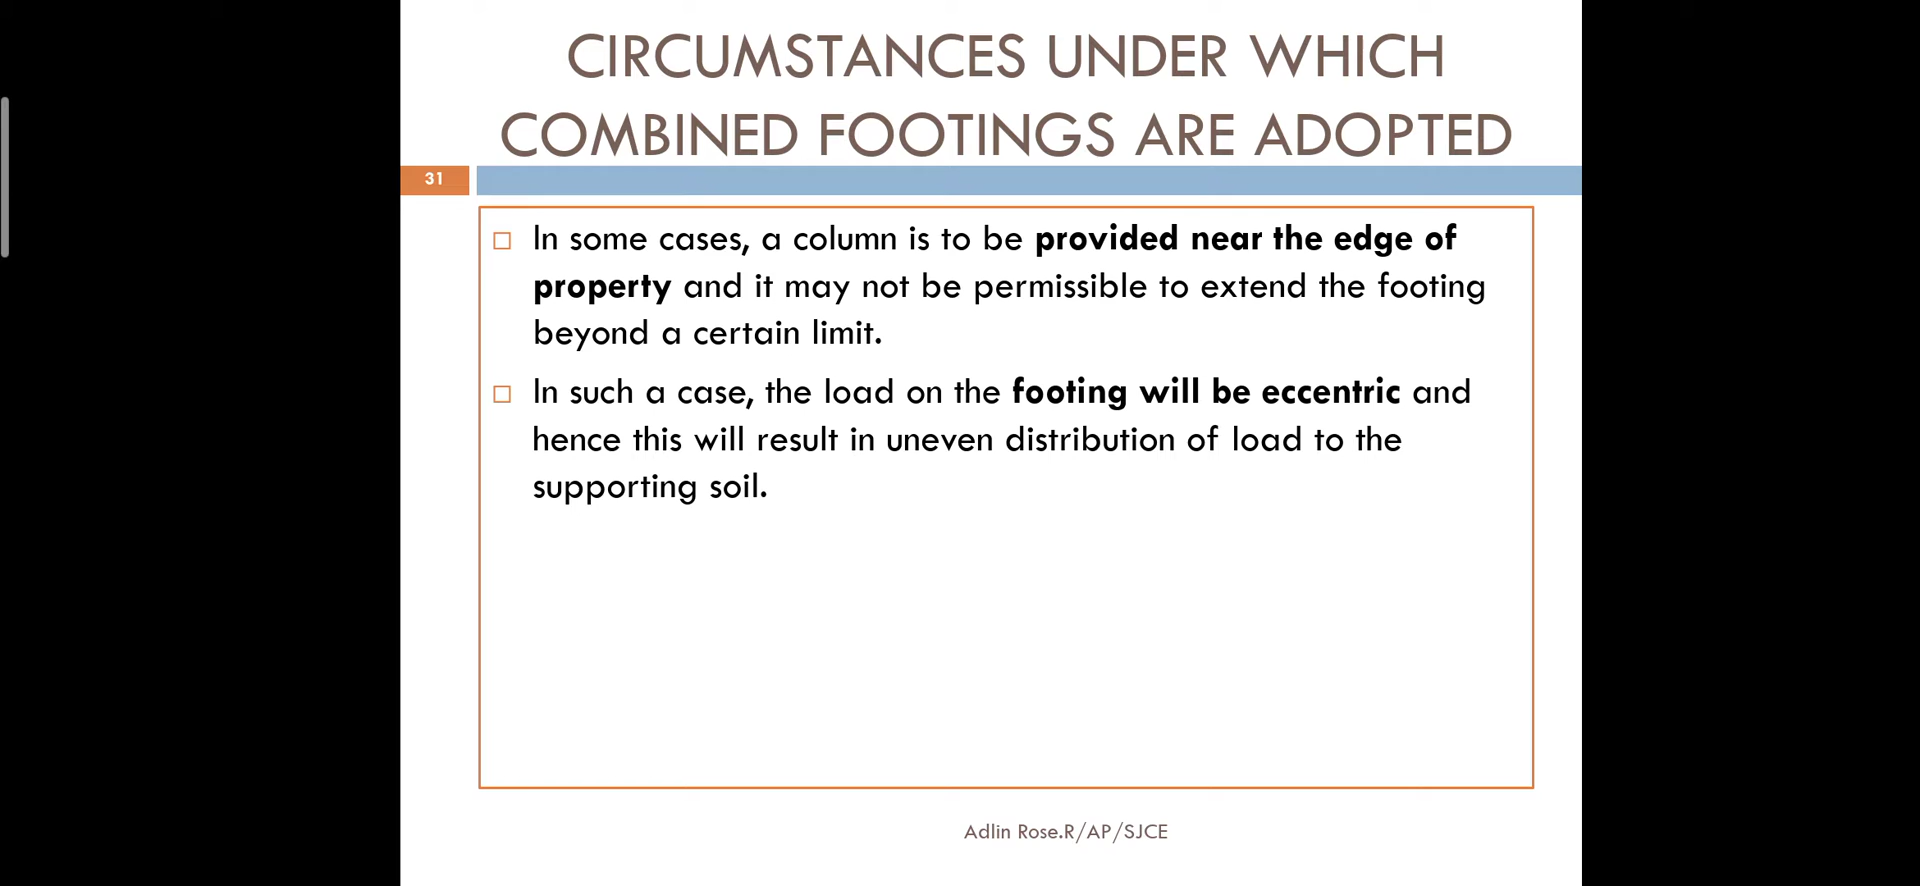 CIRCUMSTANCES UNDER WHICH
COMBINED FOOTINGS ARE ADOPTED
31
In some cases, a column is to be provided near the edge of
property and it may not be permissible to extend the footing
beyond a certain limit.
In such a case, the load on the footing will be eccentric and
hence this will result in uneven distribution of load to the
supporting soil.
Adlin Rose.R/AP/SJCE